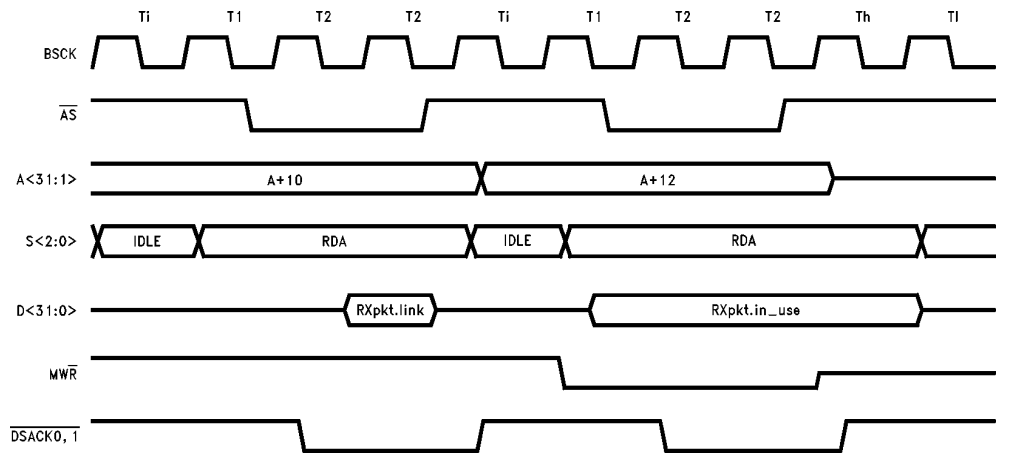 Ti T1 T2 T2 Ti T1 T2 T2 Th Tl
BSCK
AS
A<31:1> A+10 A+12
S<2:0> IDLE RDA IDLE RDA
D<31:0> RXpkt.link RXpkt.in_use
MWR
DSACK0, 1